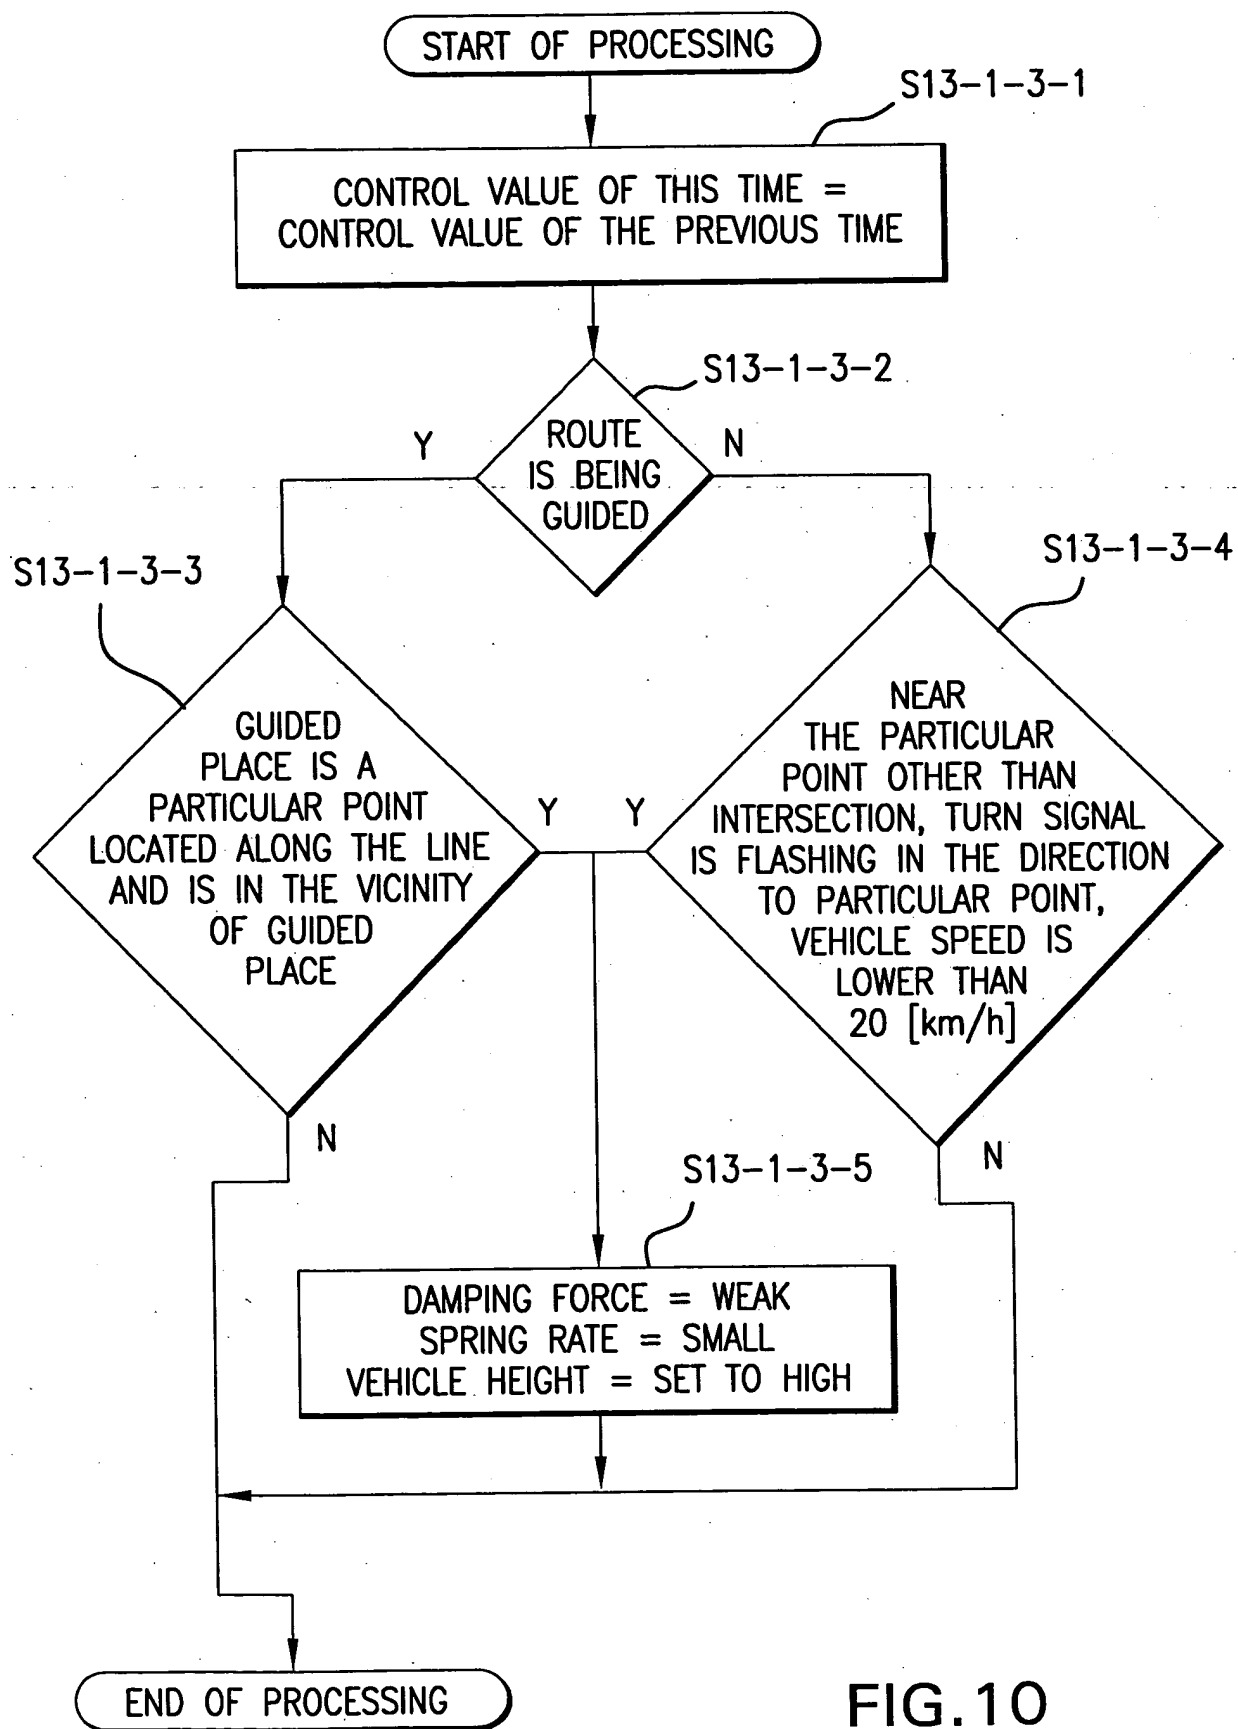 START OF PROCESSING
S13-1-3-1
CONTROL VALUE OF THIS TIME =
CONTROL VALUE OF THE PREVIOUS TIME
S13-1-3-2
ROUTE
IS BEING
GUIDED
Y
N
S13-1-3-3
GUIDED
PLACE IS A
PARTICULAR POINT
LOCATED ALONG THE LINE
AND IS IN THE VICINITY
OF GUIDED
PLACE
Y
N
S13-1-3-4
NEAR
THE PARTICULAR
POINT OTHER THAN
INTERSECTION, TURN SIGNAL
IS FLASHING IN THE DIRECTION
TO PARTICULAR POINT,
VEHICLE SPEED IS
LOWER THAN
20 [km/h]
Y
N
S13-1-3-5
DAMPING FORCE = WEAK
SPRING RATE = SMALL
VEHICLE HEIGHT = SET TO HIGH
END OF PROCESSING
FIG.10